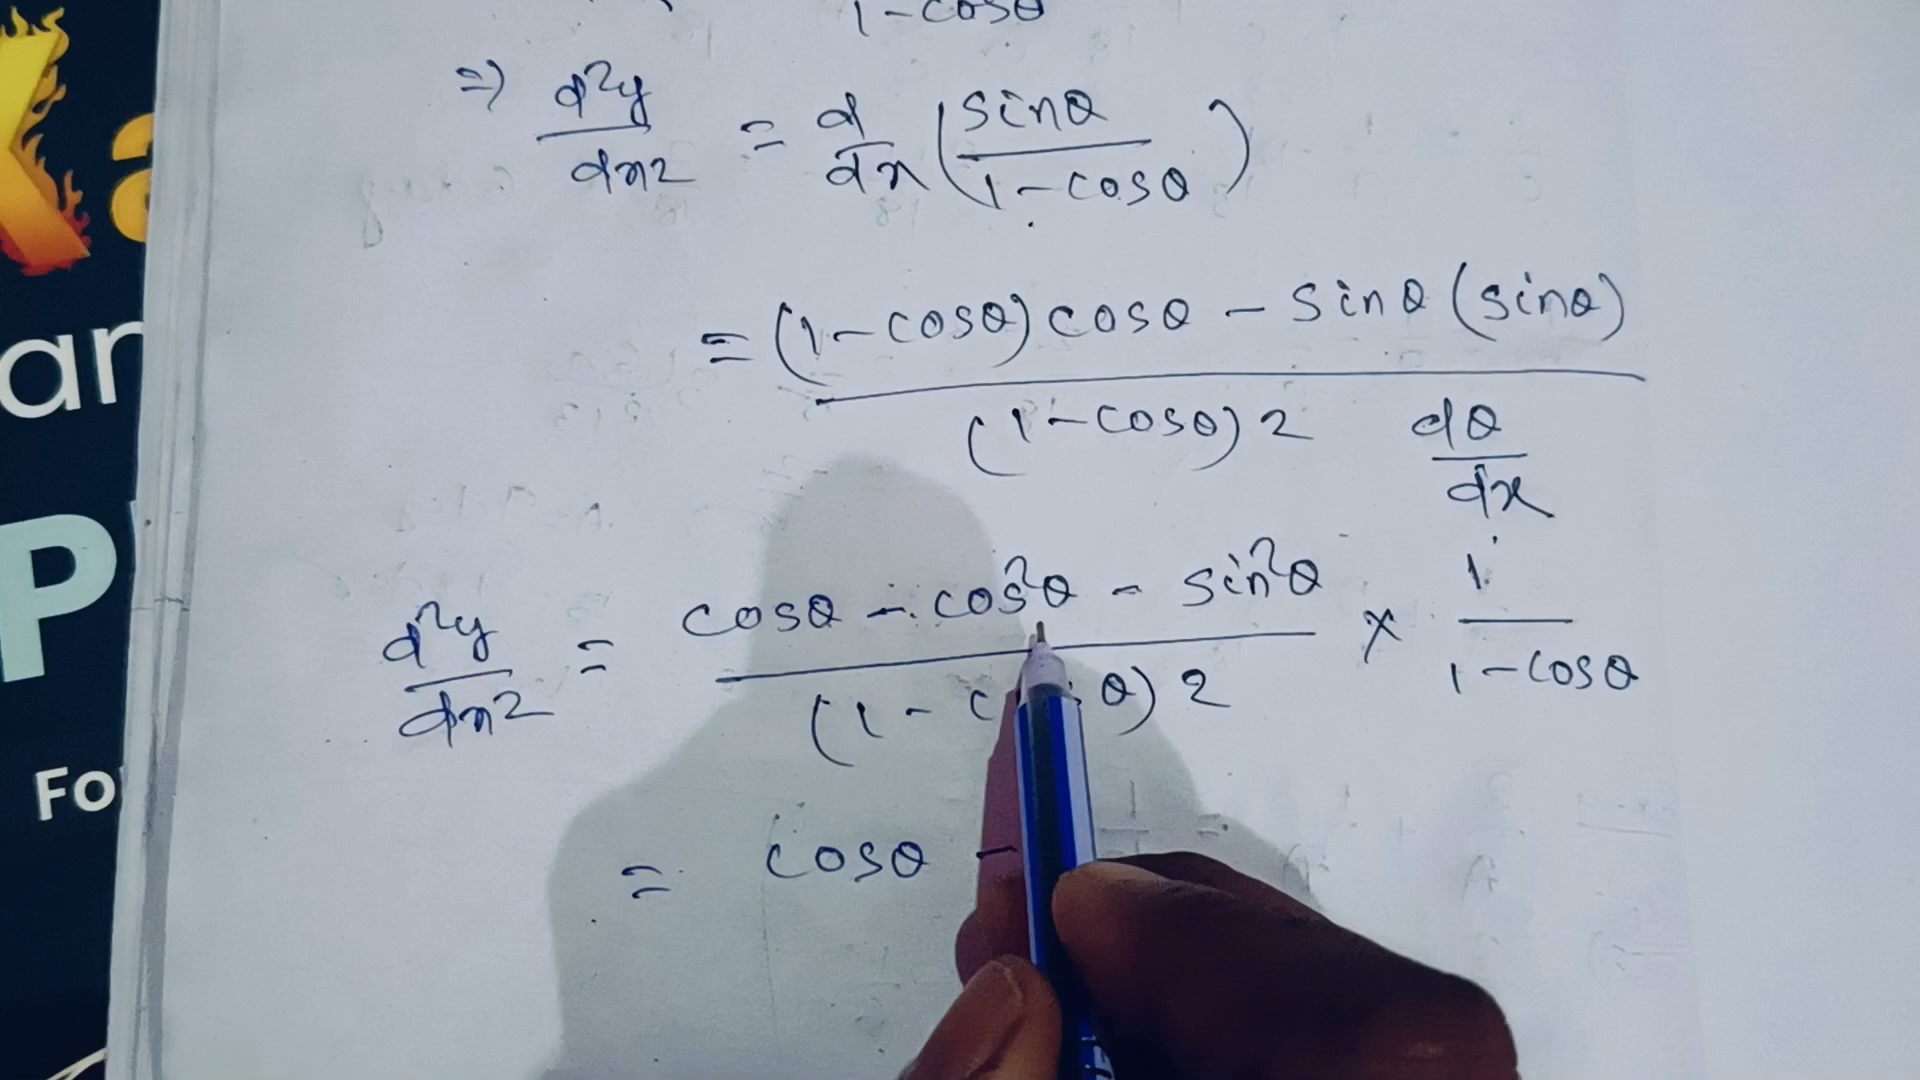 1-cosθ
⇒ d²y/dx2 = d/dx (sinθ/1-cosθ)
= (1-cosθ)cosθ - sinθ(sinθ)/(1-cosθ)2 dθ/dx
d²y/dx2 = cosθ - cos²θ - sin²θ/(1-c θ)2 × 1/1-cosθ
= cosθ -
ar
P
Fo